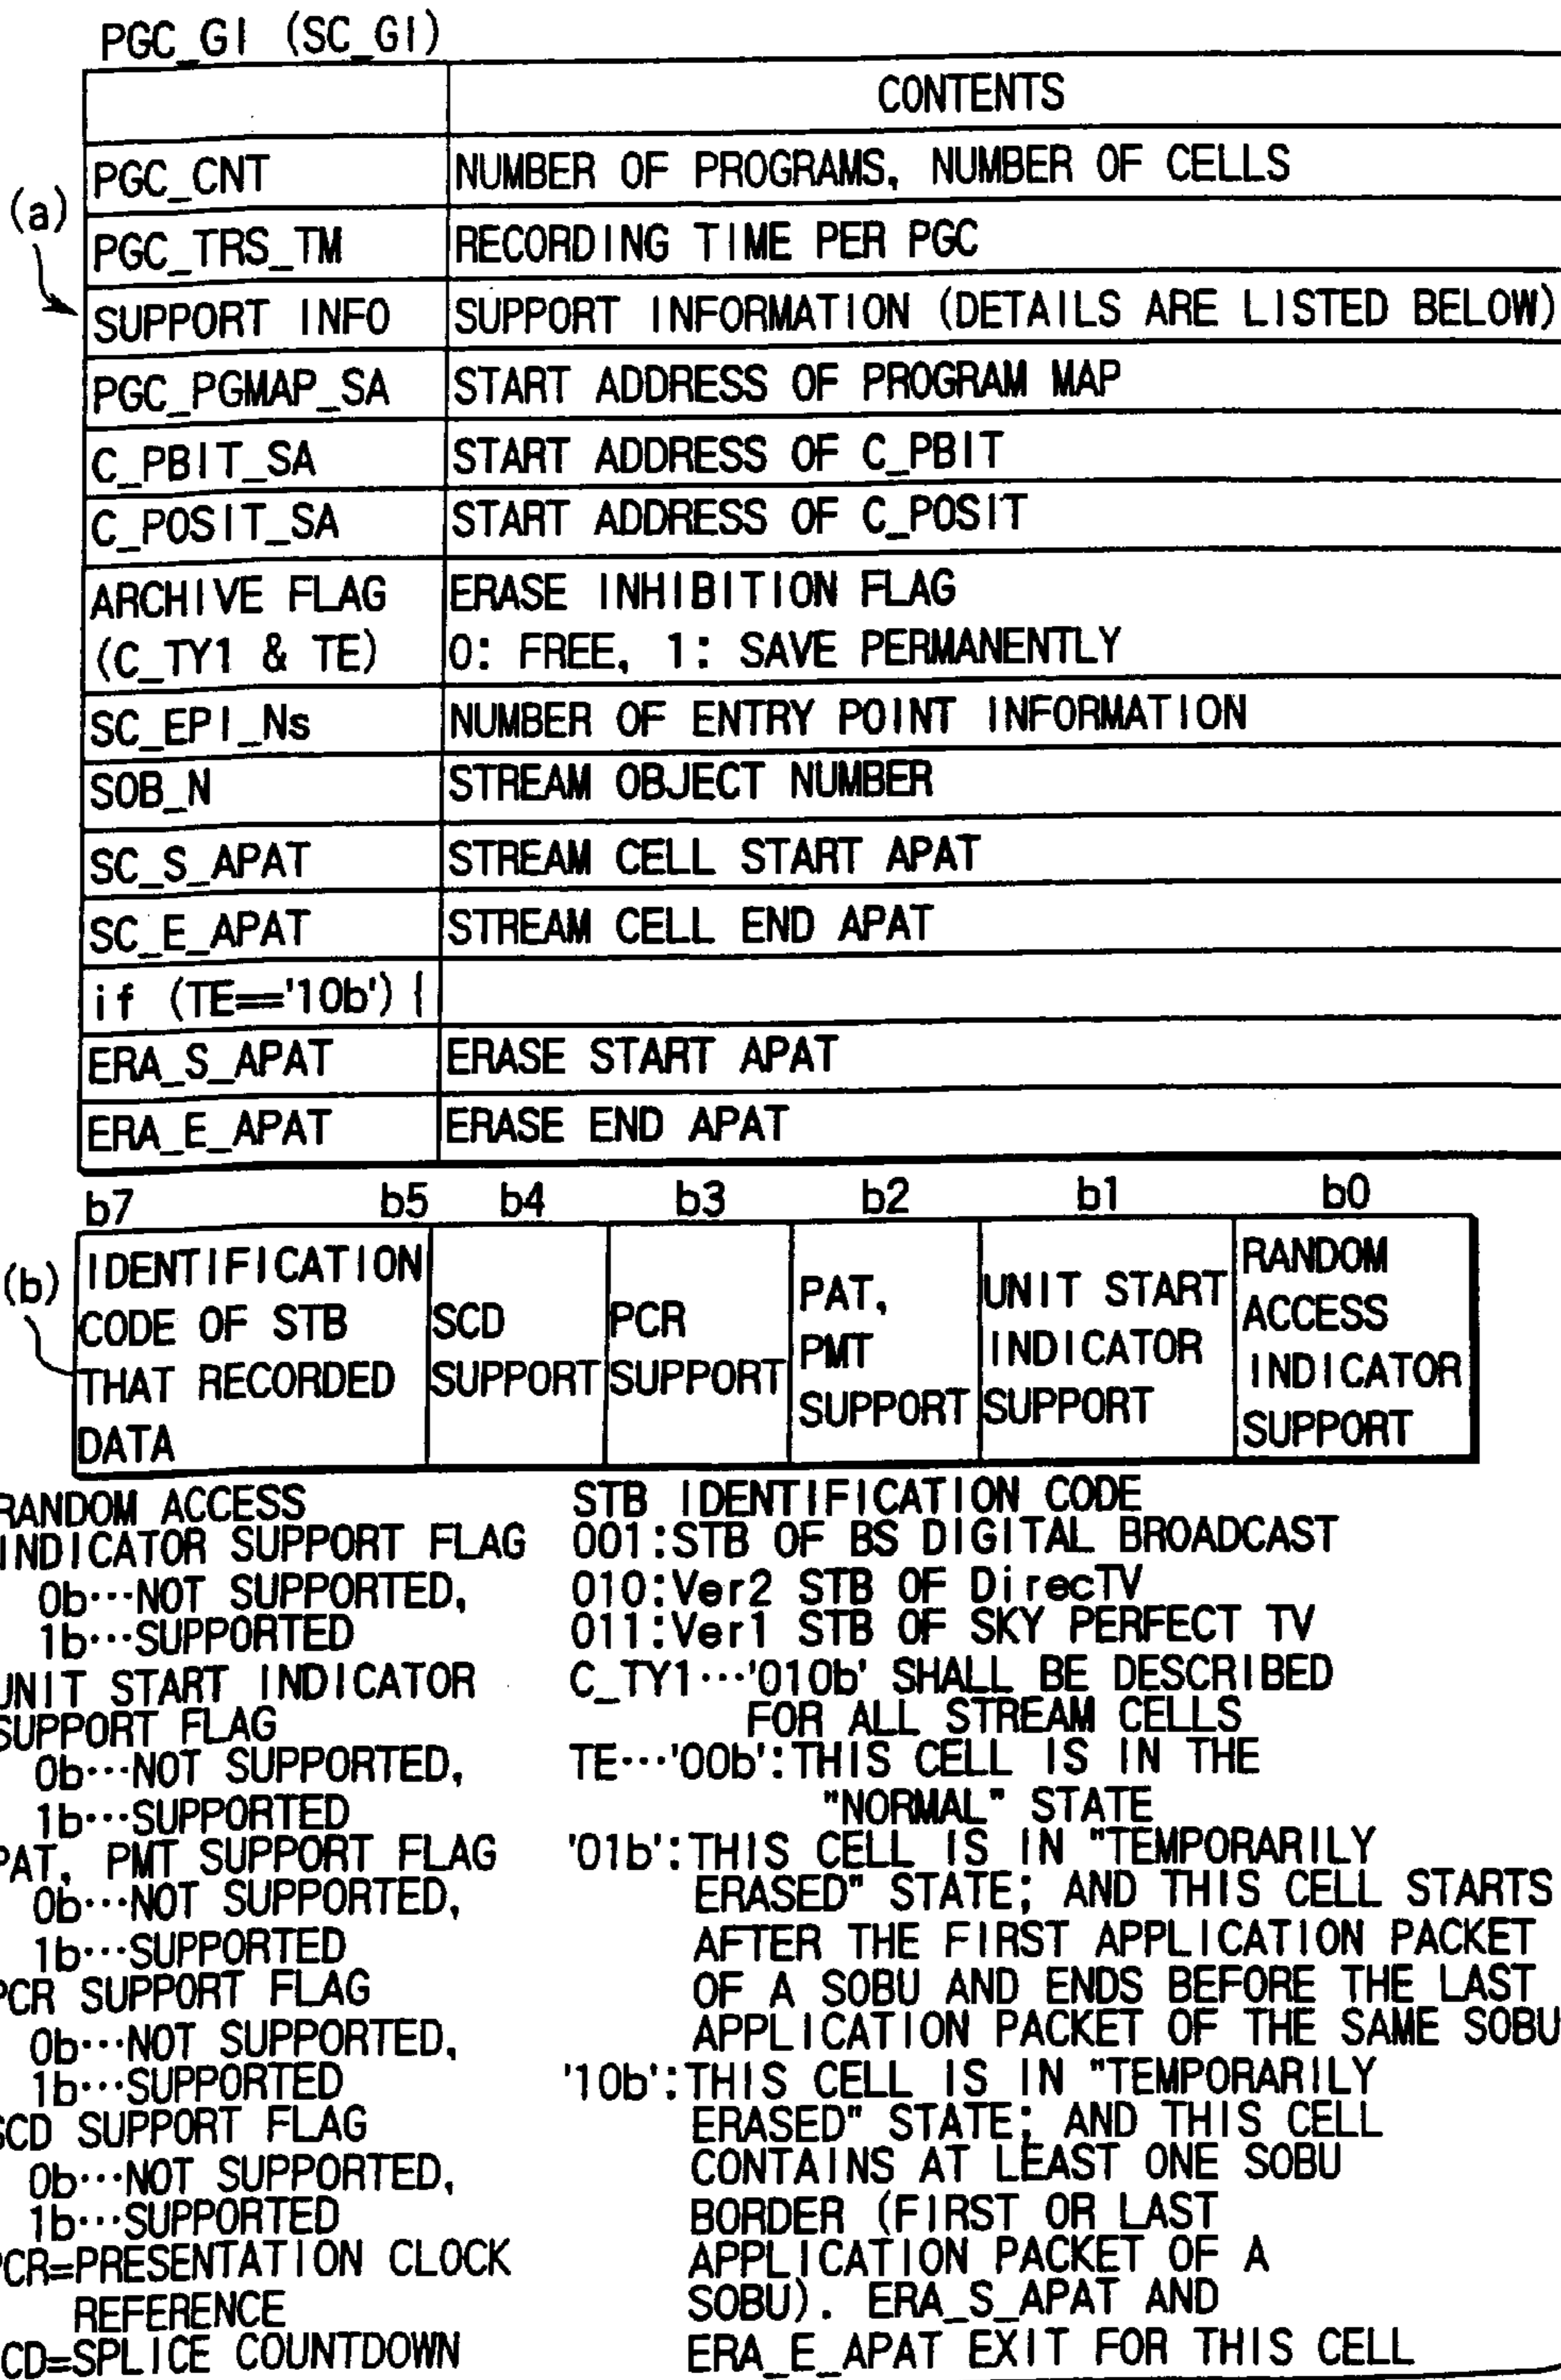 PGC_GI (SC_GI)
CONTENTS
PGC_CNT NUMBER OF PROGRAMS, NUMBER OF CELLS
(a)
PGC_TRS_TM RECORDING TIME PER PGC
SUPPORT INFO SUPPORT INFORMATION (DETAILS ARE LISTED BELOW)
PGC_PGMAP_SA START ADDRESS OF PROGRAM MAP
C_PBIT_SA START ADDRESS OF C_PBIT
C_POSIT_SA START ADDRESS OF C_POSIT
ARCHIVE FLAG ERASE INHIBITION FLAG
(C_TY1 & TE) 0: FREE, 1: SAVE PERMANENTLY
SC_EPI_Ns NUMBER OF ENTRY POINT INFORMATION
SOB_N STREAM OBJECT NUMBER
SC_S_APAT STREAM CELL START APAT
SC_E_APAT STREAM CELL END APAT
if (TE=='10b') {
ERA_S_APAT ERASE START APAT
ERA_E_APAT ERASE END APAT
b7 b5 b4 b3 b2 b1 b0
(b)
IDENTIFICATION
CODE OF STB
THAT RECORDED
DATA
SCD
SUPPORT
PCR
SUPPORT
PAT,
PMT
SUPPORT
UNIT START
INDICATOR
SUPPORT
RANDOM
ACCESS
INDICATOR
SUPPORT
RANDOM ACCESS
INDICATOR SUPPORT FLAG
0b···NOT SUPPORTED,
1b···SUPPORTED
UNIT START INDICATOR
SUPPORT FLAG
0b···NOT SUPPORTED,
1b···SUPPORTED
PAT, PMT SUPPORT FLAG
0b···NOT SUPPORTED,
1b···SUPPORTED
PCR SUPPORT FLAG
0b···NOT SUPPORTED,
1b···SUPPORTED
SCD SUPPORT FLAG
0b···NOT SUPPORTED,
1b···SUPPORTED
PCR=PRESENTATION CLOCK
REFERENCE
CD=SPLICE COUNTDOWN
STB IDENTIFICATION CODE
001:STB OF BS DIGITAL BROADCAST
010:Ver2 STB OF DirecTV
011:Ver1 STB OF SKY PERFECT TV
C_TY1···'010b' SHALL BE DESCRIBED
FOR ALL STREAM CELLS
TE···'00b':THIS CELL IS IN THE
"NORMAL" STATE
'01b':THIS CELL IS IN "TEMPORARILY
ERASED" STATE; AND THIS CELL STARTS
AFTER THE FIRST APPLICATION PACKET
OF A SOBU AND ENDS BEFORE THE LAST
APPLICATION PACKET OF THE SAME SOBU
'10b':THIS CELL IS IN "TEMPORARILY
ERASED" STATE; AND THIS CELL
CONTAINS AT LEAST ONE SOBU
BORDER (FIRST OR LAST
APPLICATION PACKET OF A
SOBU). ERA_S_APAT AND
ERA_E_APAT EXIT FOR THIS CELL